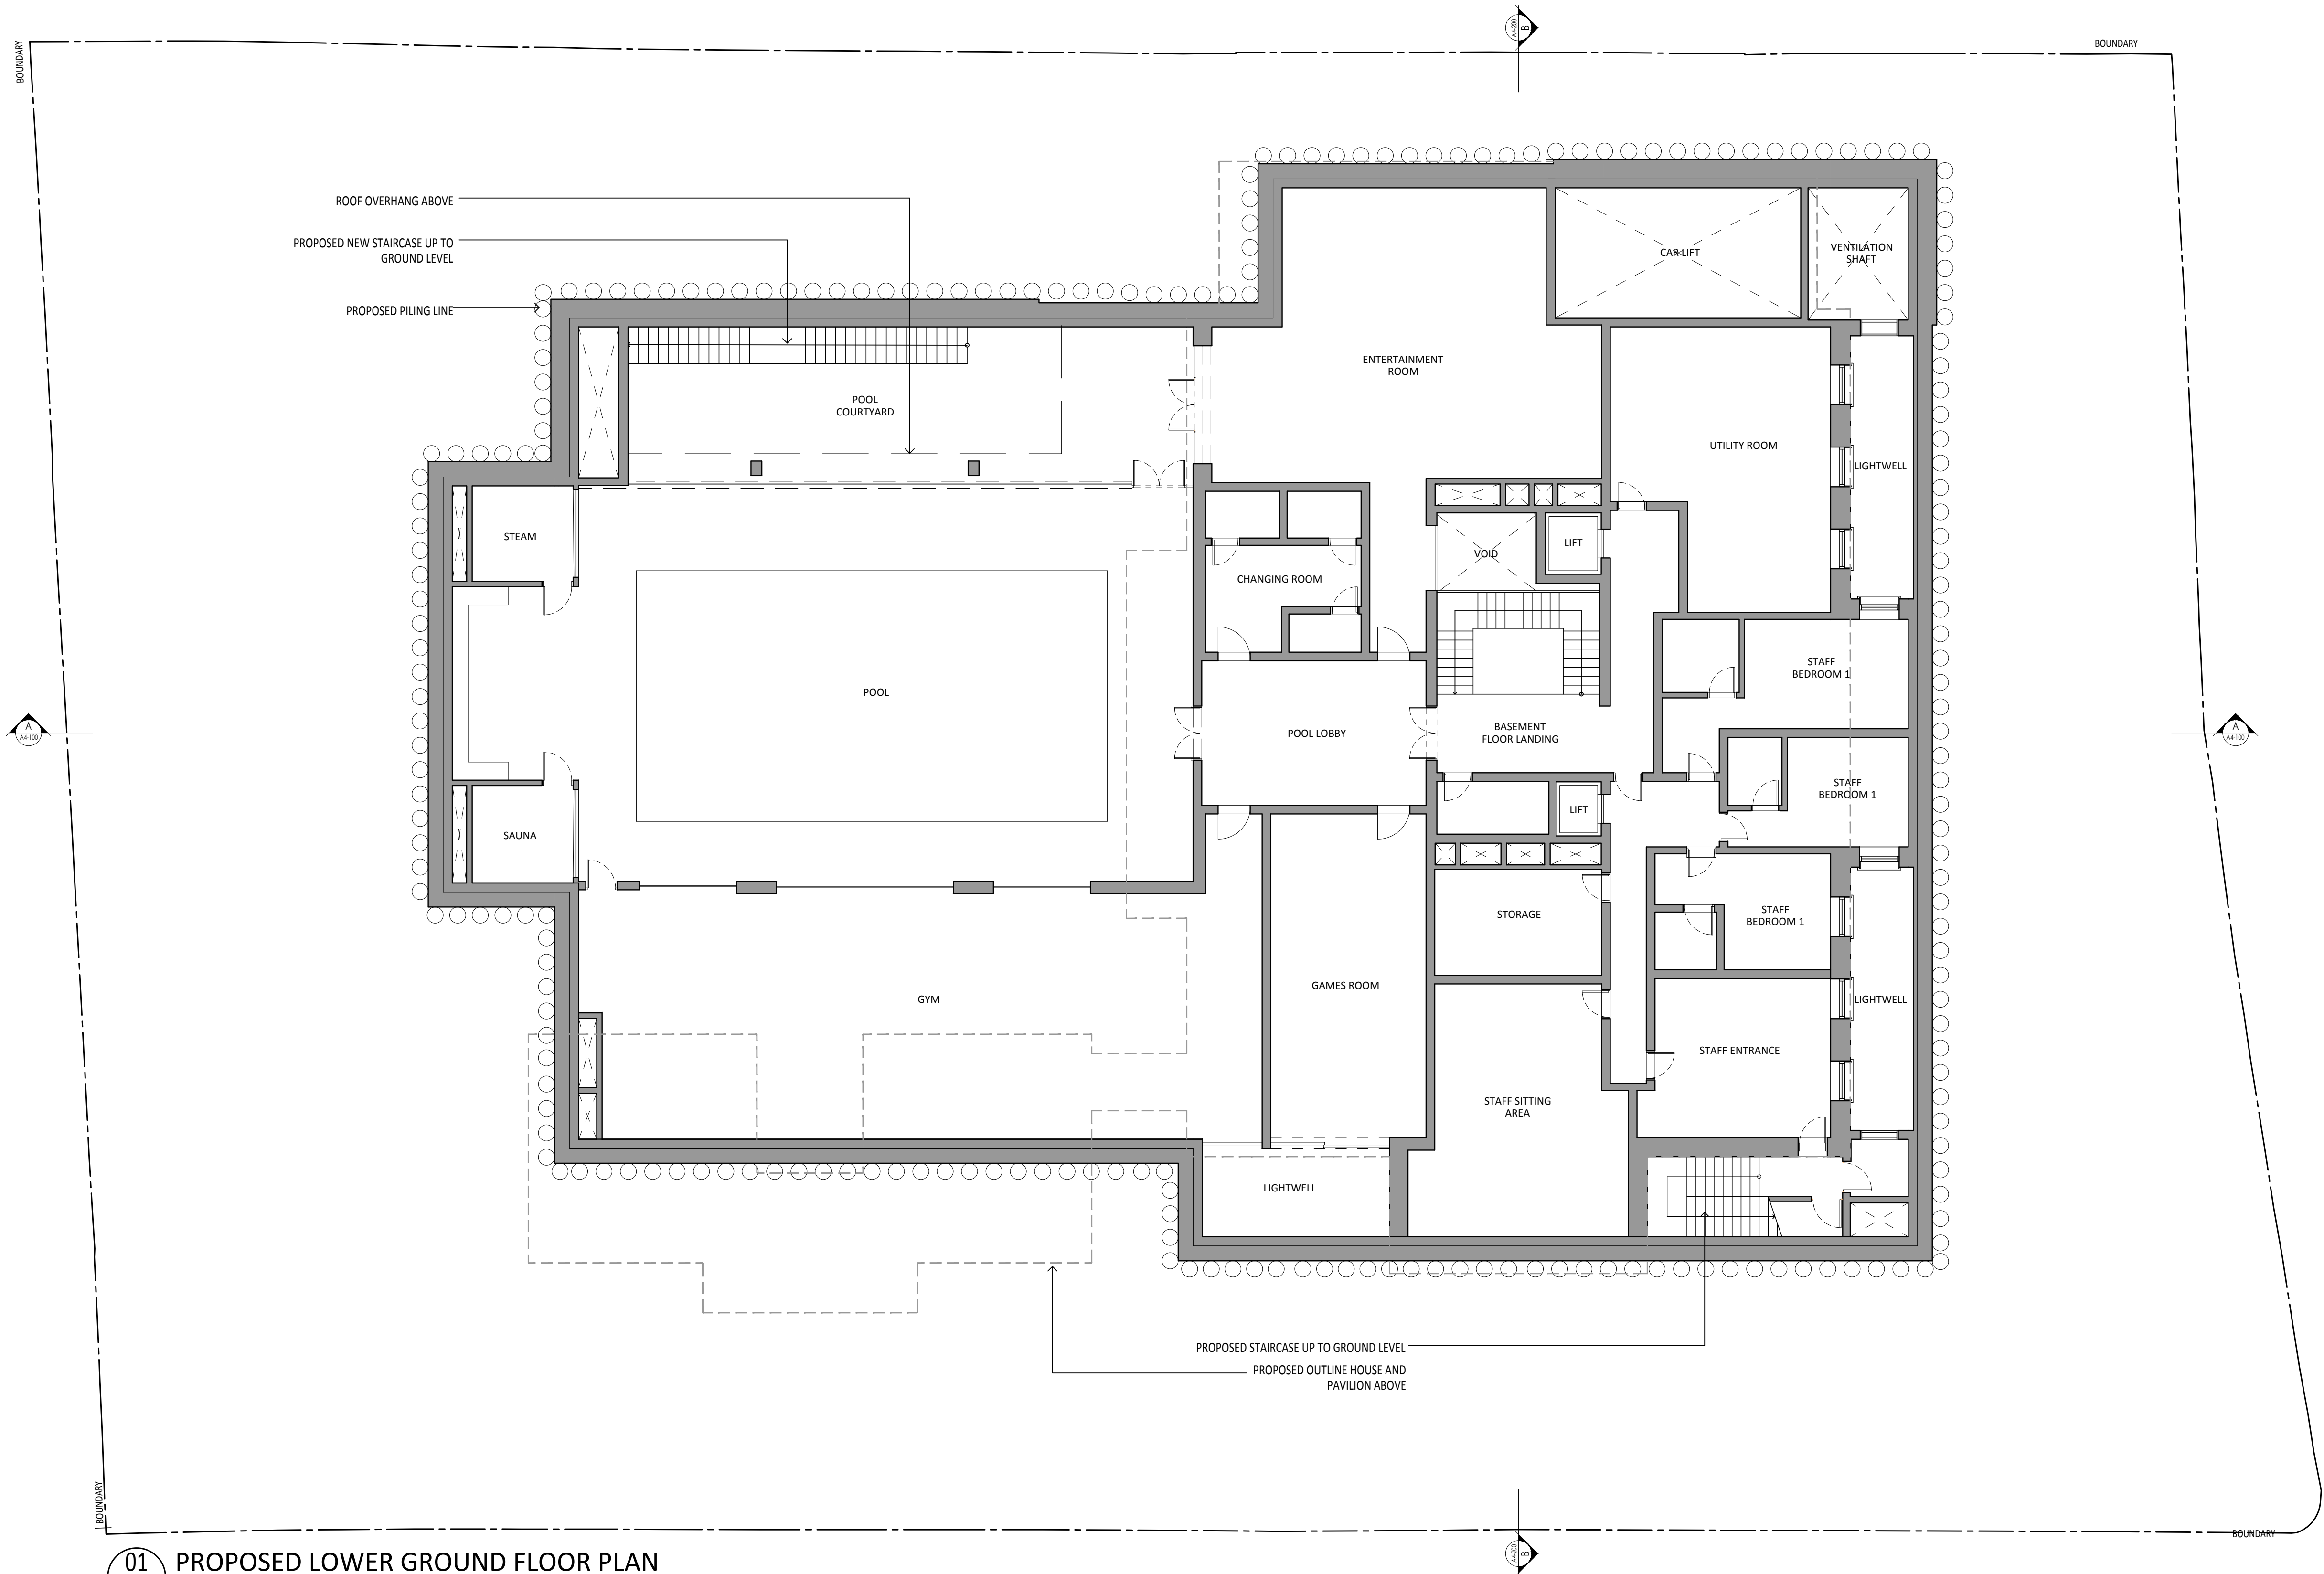 BOUNDARY
BOUNDARY
A4-200
B
ROOF OVERHANG ABOVE
PROPOSED NEW STAIRCASE UP TO
GROUND LEVEL
PROPOSED PILING LINE
CAR LIFT
VENTILATION
SHAFT
ENTERTAINMENT
ROOM
POOL
COURTYARD
UTILITY ROOM
LIGHTWELL
STEAM
VOID
LIFT
CHANGING ROOM
STAFF
BEDROOM 1
POOL
A
A4-100
POOL LOBBY
BASEMENT
FLOOR LANDING
A
A4-100
STAFF
BEDROOM 1
SAUNA
LIFT
STORAGE
STAFF
BEDROOM 1
GYM
GAMES ROOM
LIGHTWELL
STAFF ENTRANCE
STAFF SITTING
AREA
LIGHTWELL
PROPOSED STAIRCASE UP TO GROUND LEVEL
PROPOSED OUTLINE HOUSE AND
PAVILION ABOVE
BOUNDARY
BOUNDARY
A4-200
B
01
PROPOSED LOWER GROUND FLOOR PLAN